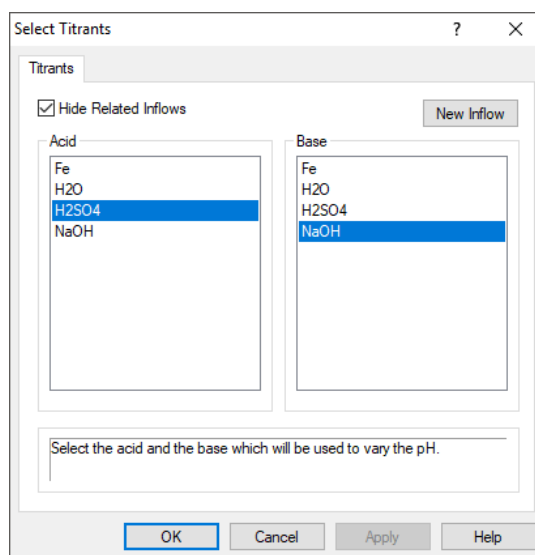 Select Titrants
Titrants
Hide Related Inflows
New Inflow
Acid
Fe
H2O
H2SO4
NaOH
Base
Fe
H2O
H2SO4
NaOH
Select the acid and the base which will be used to vary the pH.
OK
Cancel
Apply
Help